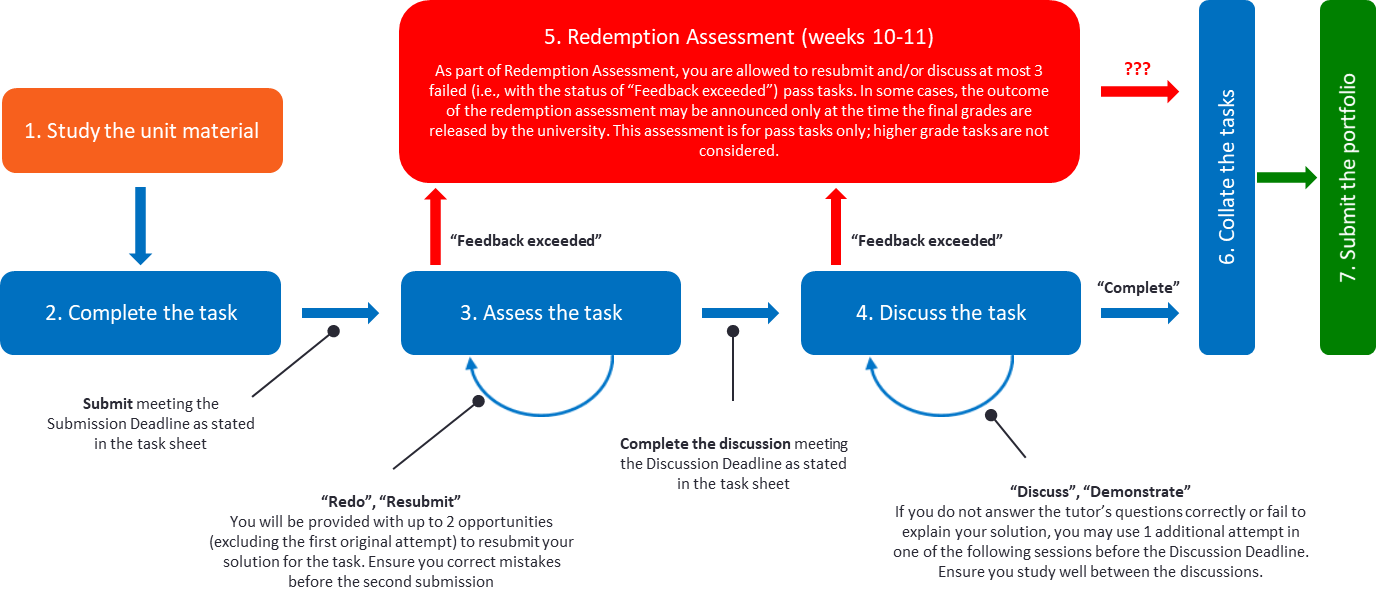 1. Study the unit material
2. Complete the task
Submit meeting the
Submission Deadline as stated
in the task sheet
3. Assess the task
“Redo”, “Resubmit”
You will be provided with up to 2 opportunities
(excluding the first original attempt) to resubmit your
solution for the task. Ensure you correct mistakes
before the second submission
Complete the discussion meeting
the Discussion Deadline as stated
in the task sheet
4. Discuss the task
“Discuss”, “Demonstrate”
If you do not answer the tutor’s questions correctly or fail to
explain your solution, you may use 1 additional attempt in
one of the following sessions before the Discussion Deadline.
Ensure you study well between the discussions.
“Feedback exceeded”
“Feedback exceeded”
5. Redemption Assessment (weeks 10-11)
As part of Redemption Assessment, you are allowed to resubmit and/or discuss at most 3
failed (i.e., with the status of “Feedback exceeded”) pass tasks. In some cases, the outcome
of the redemption assessment may be announced only at the time the final grades are
released by the university. This assessment is for pass tasks only; higher grade tasks are not
considered.
???
“Complete”
6. Collate the tasks
7. Submit the portfolio